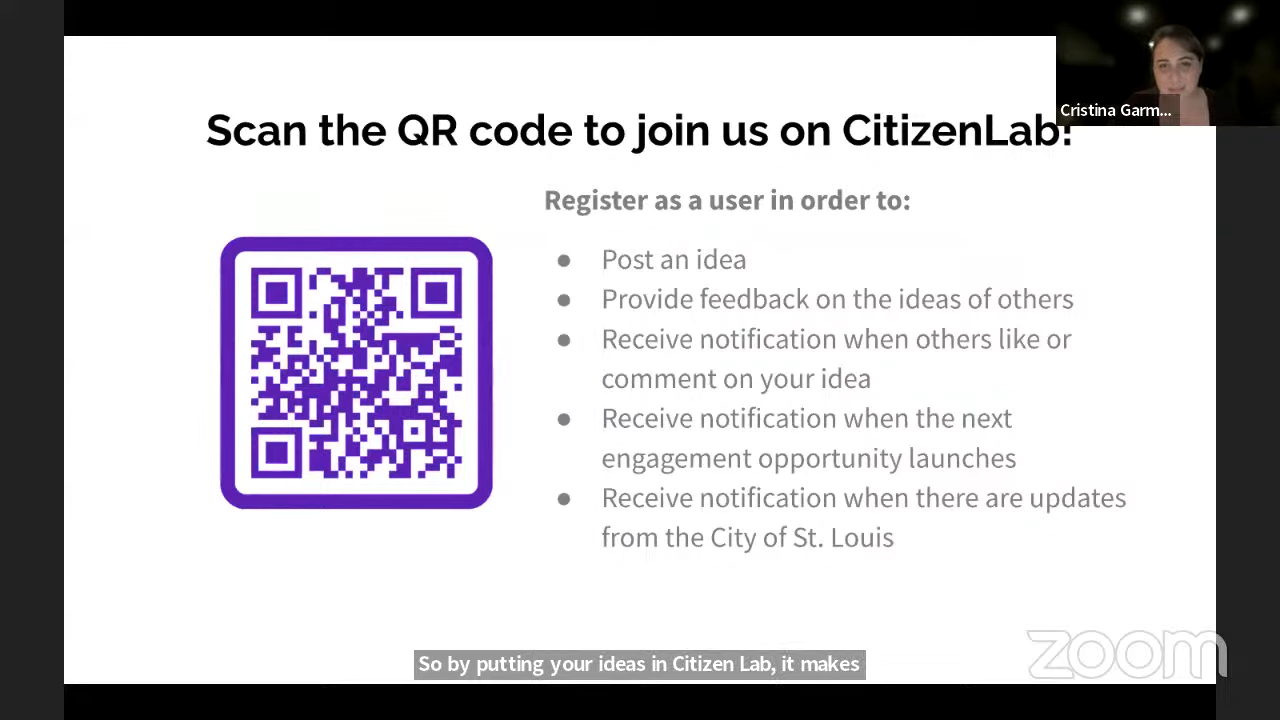 Scan the QR code to join us on CitizenLab!
Cristina Garm...
Register as a user in order to:
● Post an idea
● Provide feedback on the ideas of others
● Receive notification when others like or
comment on your idea
● Receive notification when the next
engagement opportunity launches
● Receive notification when there are updates
from the City of St. Louis
So by putting your ideas in Citizen Lab, it makes
zoom